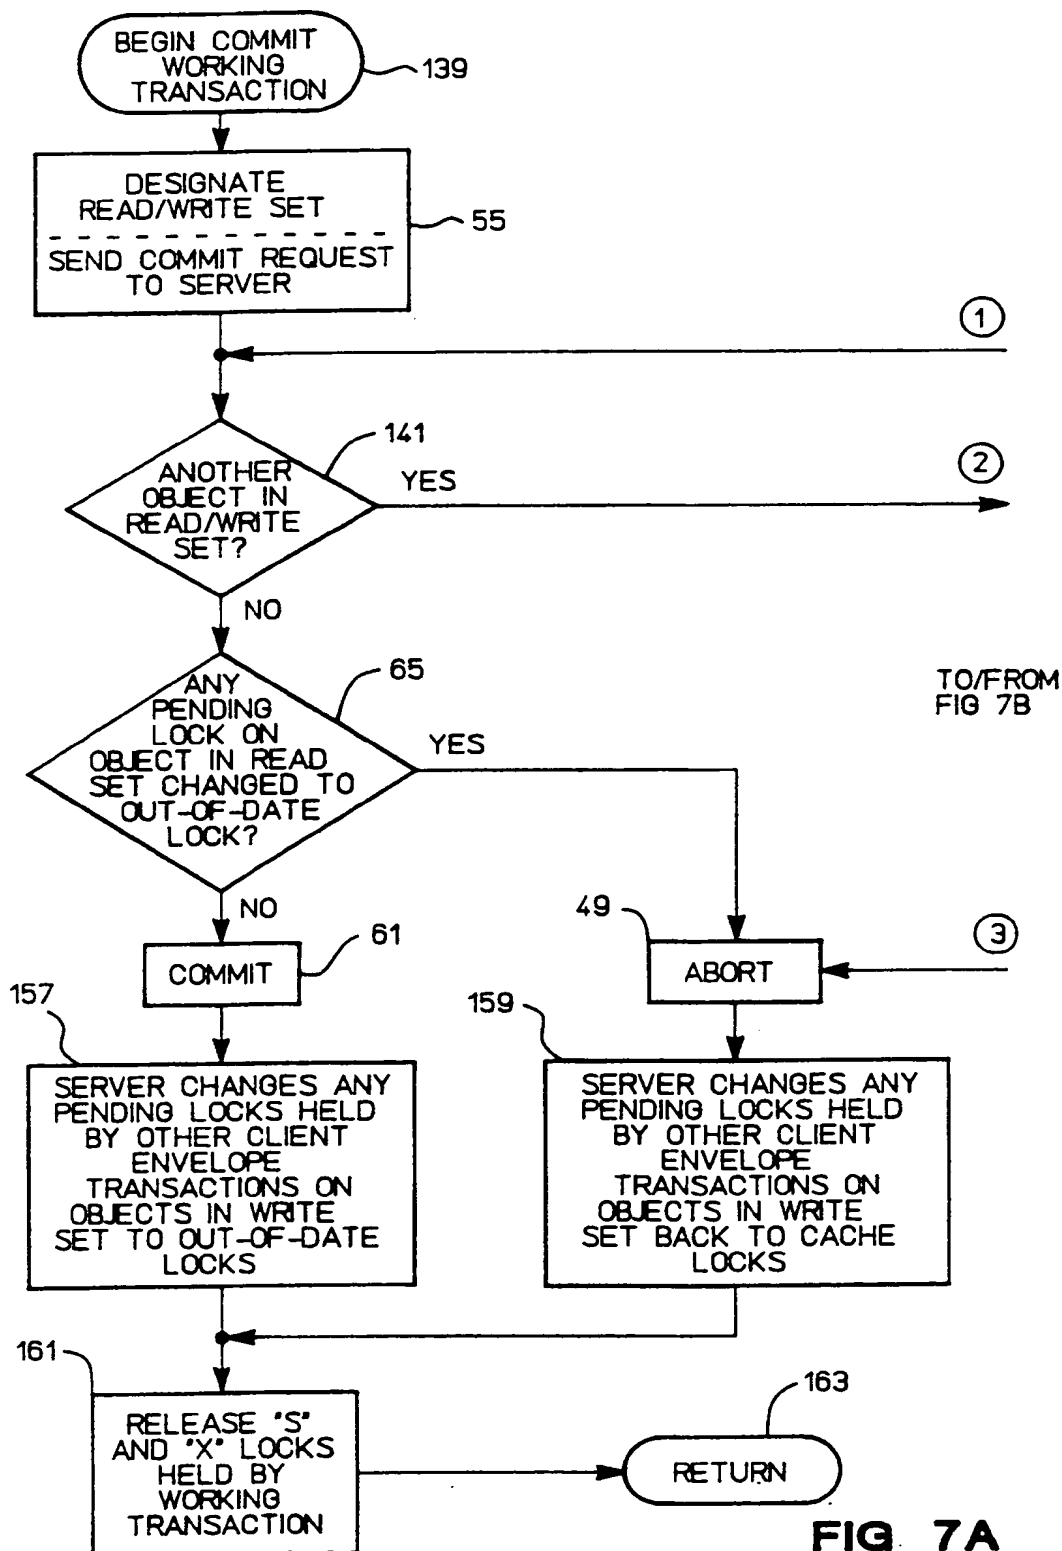 BEGIN COMMIT
WORKING
TRANSACTION
139
DESIGNATE
READ/WRITE SET
SEND COMMIT REQUEST
TO SERVER
55
1
141
ANOTHER
OBJECT IN
READ/WRITE
SET?
YES
2
NO
65
ANY
PENDING
LOCK ON
OBJECT IN READ
SET CHANGED TO
OUT-OF-DATE
LOCK?
YES
TO/FROM
FIG 7B
NO
61
COMMIT
49
ABORT
3
157
SERVER CHANGES ANY
PENDING LOCKS HELD
BY OTHER CLIENT
ENVELOPE
TRANSACTIONS ON
OBJECTS IN WRITE
SET TO OUT-OF-DATE
LOCKS
159
SERVER CHANGES ANY
PENDING LOCKS HELD
BY OTHER CLIENT
ENVELOPE
TRANSACTIONS ON
OBJECTS IN WRITE
SET BACK TO CACHE
LOCKS
161
RELEASE "S"
AND "X" LOCKS
HELD BY
WORKING
TRANSACTION
163
RETURN
FIG 7A